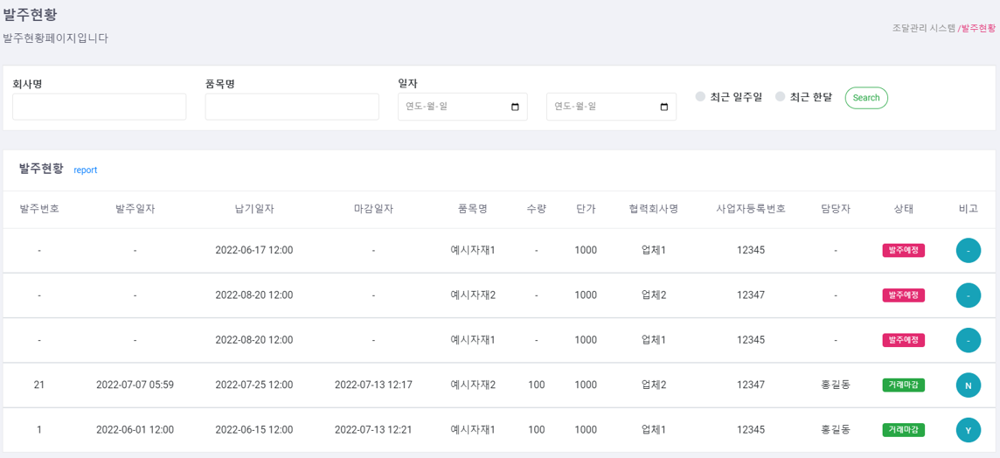 발주현황
발주현황페이지입니다
조달관리 시스템 /발주현황
회사명 품목명 일자
연도-월-일 연도-월-일 최근 일주일 최근 한달 Search
발주현황 report
발주번호 발주일자 납기일자 마감일자 품목명 수량 단가 협력회사명 사업자등록번호 담당자 상태 비고
- - 2022-06-17 12:00 - 예시자재1 - 1000 업체1 12345 - 발주예정 -
- - 2022-08-20 12:00 - 예시자재2 - 1000 업체2 12347 - 발주예정 -
- - 2022-08-20 12:00 - 예시자재1 - 1000 업체1 12345 - 발주예정 -
21 2022-07-07 05:59 2022-07-25 12:00 2022-07-13 12:17 예시자재2 100 1000 업체2 12347 홍길동 거래마감 N
1 2022-06-01 12:00 2022-06-15 12:00 2022-07-13 12:21 예시자재1 100 1000 업체1 12345 홍길동 거래마감 Y